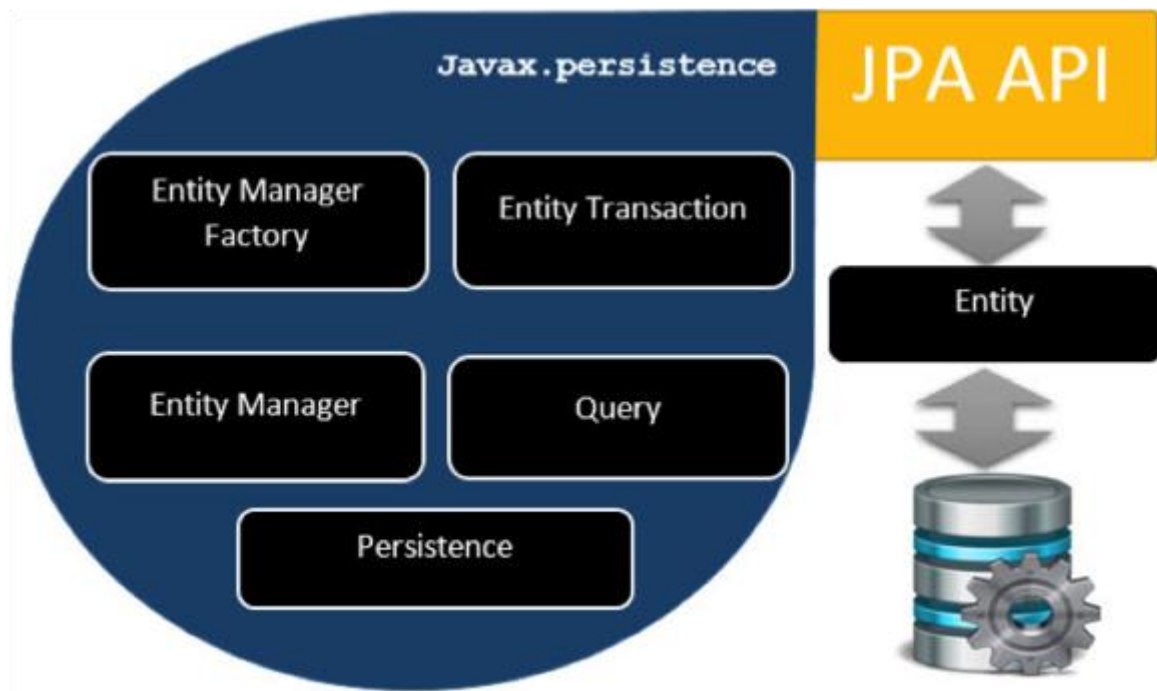 Javax.persistence
JPA API
Entity Manager
Factory
Entity Transaction
Entity
Entity Manager
Query
Persistence